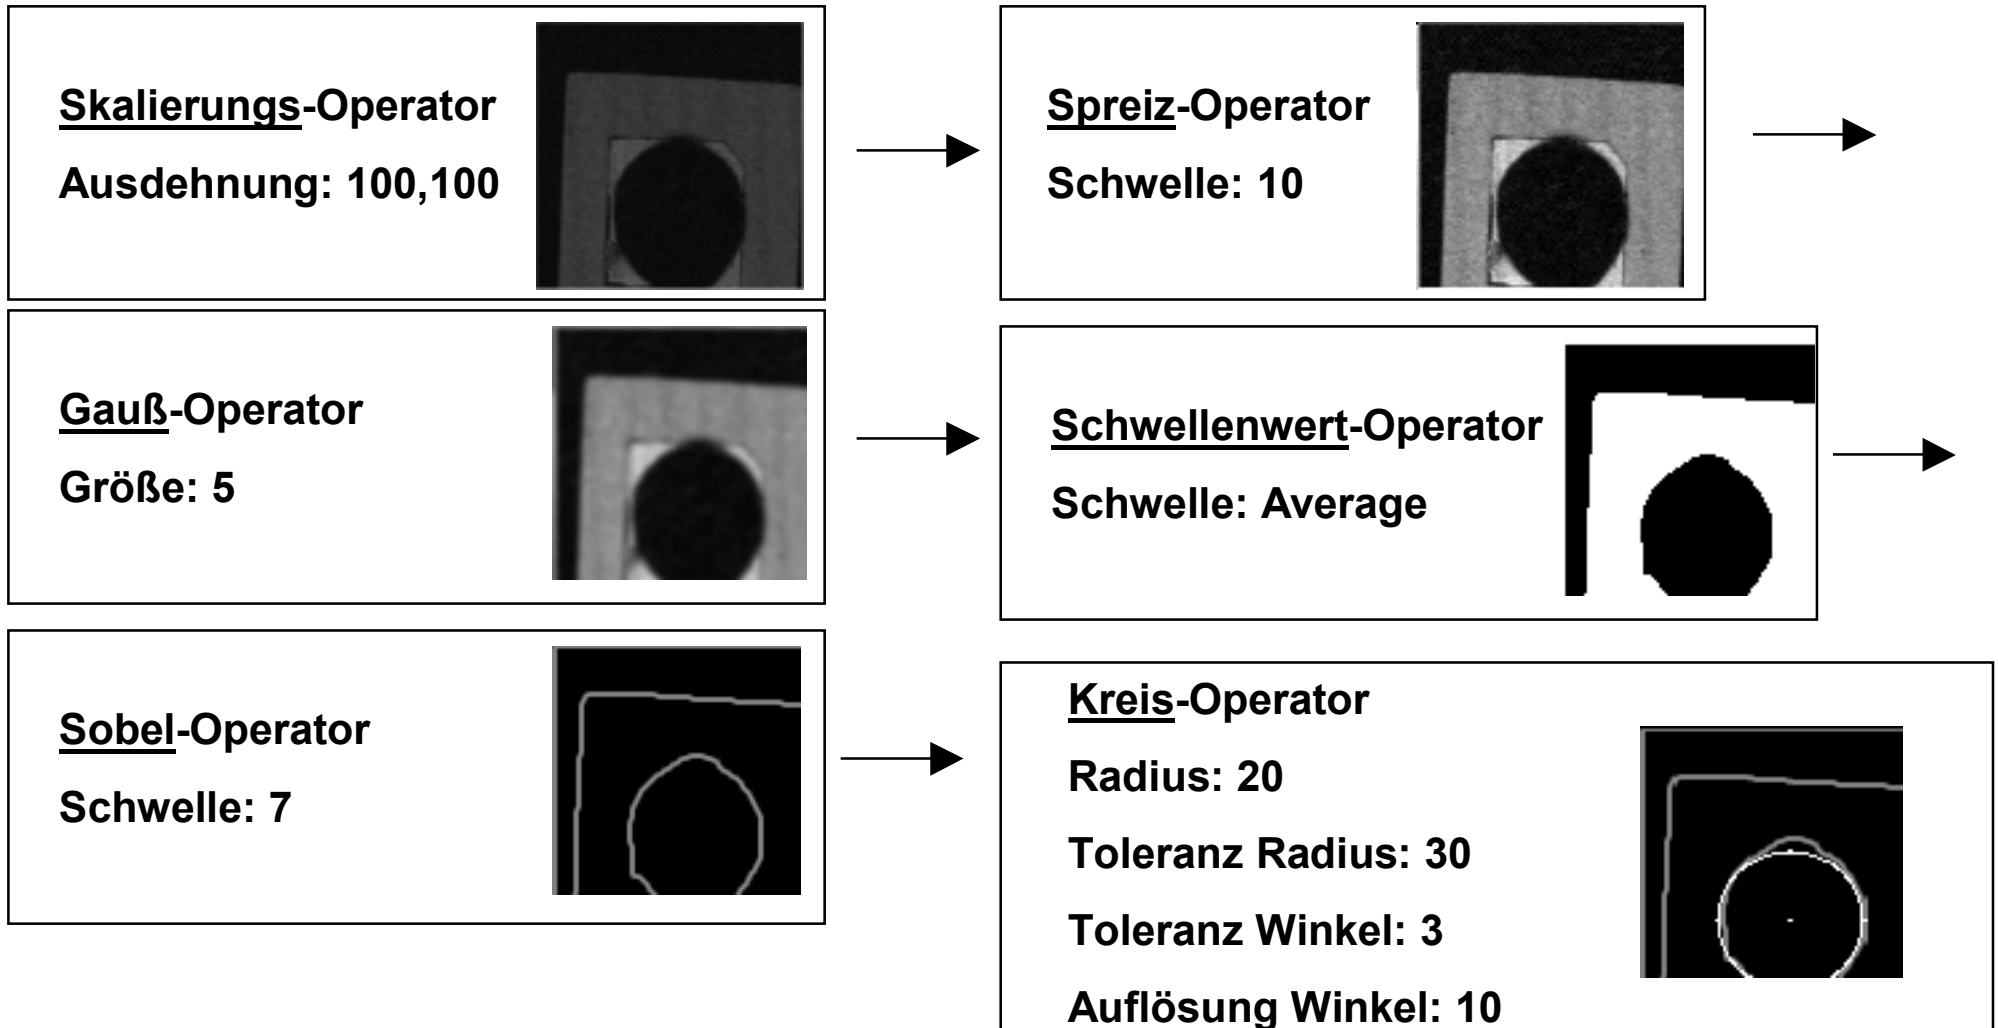 Skalierungs-Operator
Ausdehnung: 100,100
Spreiz-Operator
Schwelle: 10
Gauß-Operator
Größe: 5
Schwellenwert-Operator
Schwelle: Average
Sobel-Operator
Schwelle: 7
Kreis-Operator
Radius: 20
Toleranz Radius: 30
Toleranz Winkel: 3
Auflösung Winkel: 10